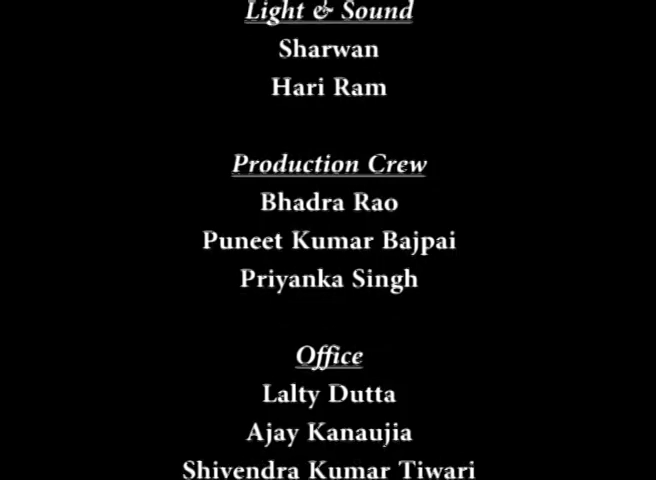 Light & Sound
Sharwan
Hari Ram
Production Crew
Bhadra Rao
Puneet Kumar Bajpai
Priyanka Singh
Office
Lalty Dutta
Ajay Kanaujia
Shivendra Kumar Tiwari